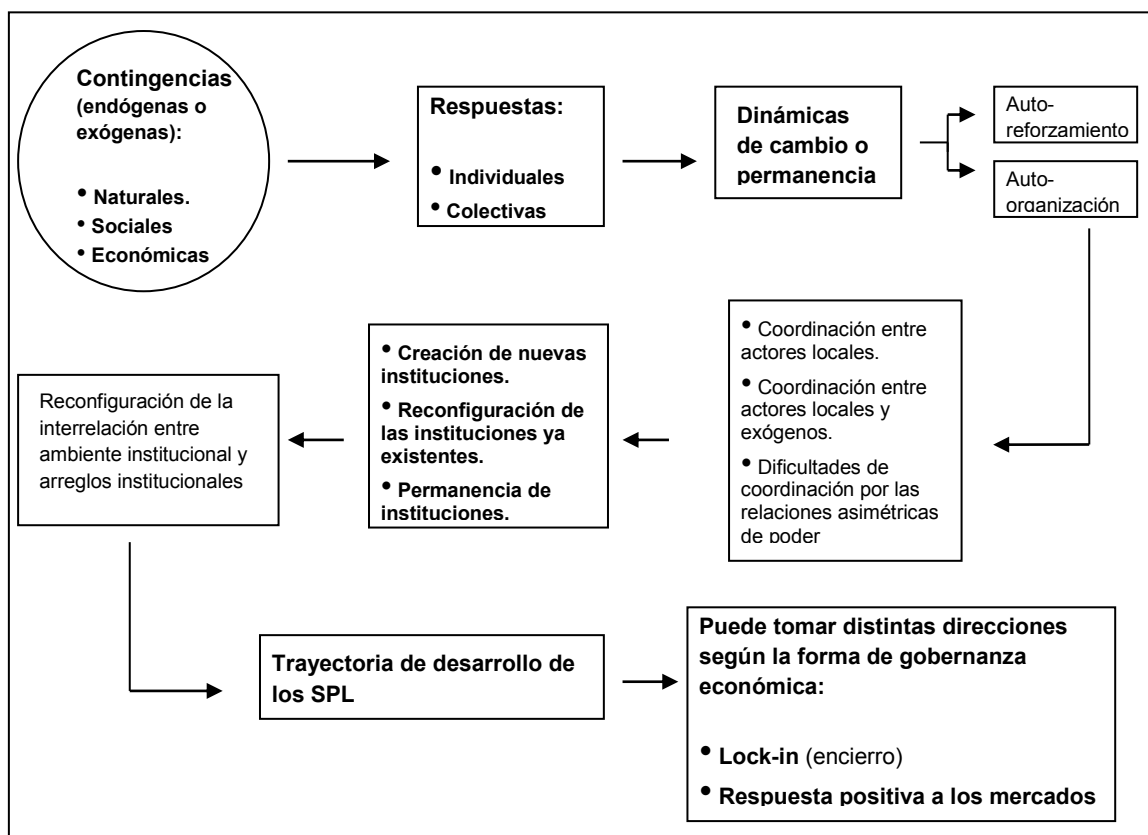 Contingencias
(endógenas o
exógenas):
• Naturales.
• Sociales
• Económicas
Respuestas:
• Individuales
• Colectivas
Dinámicas
de cambio o
permanencia
Auto-
reforzamiento
Auto-
organización
• Coordinación entre
actores locales.
• Coordinación entre
actores locales y
exógenos.
• Dificultades de
coordinación por las
relaciones asimétricas
de poder
• Creación de nuevas
instituciones.
• Reconfiguración de
las instituciones ya
existentes.
• Permanencia de
instituciones.
Reconfiguración de la
interrelación entre
ambiente institucional y
arreglos institucionales
Trayectoria de desarrollo de
los SPL
Puede tomar distintas direcciones
según la forma de gobernanza
económica:
• Lock-in (encierro)
• Respuesta positiva a los mercados